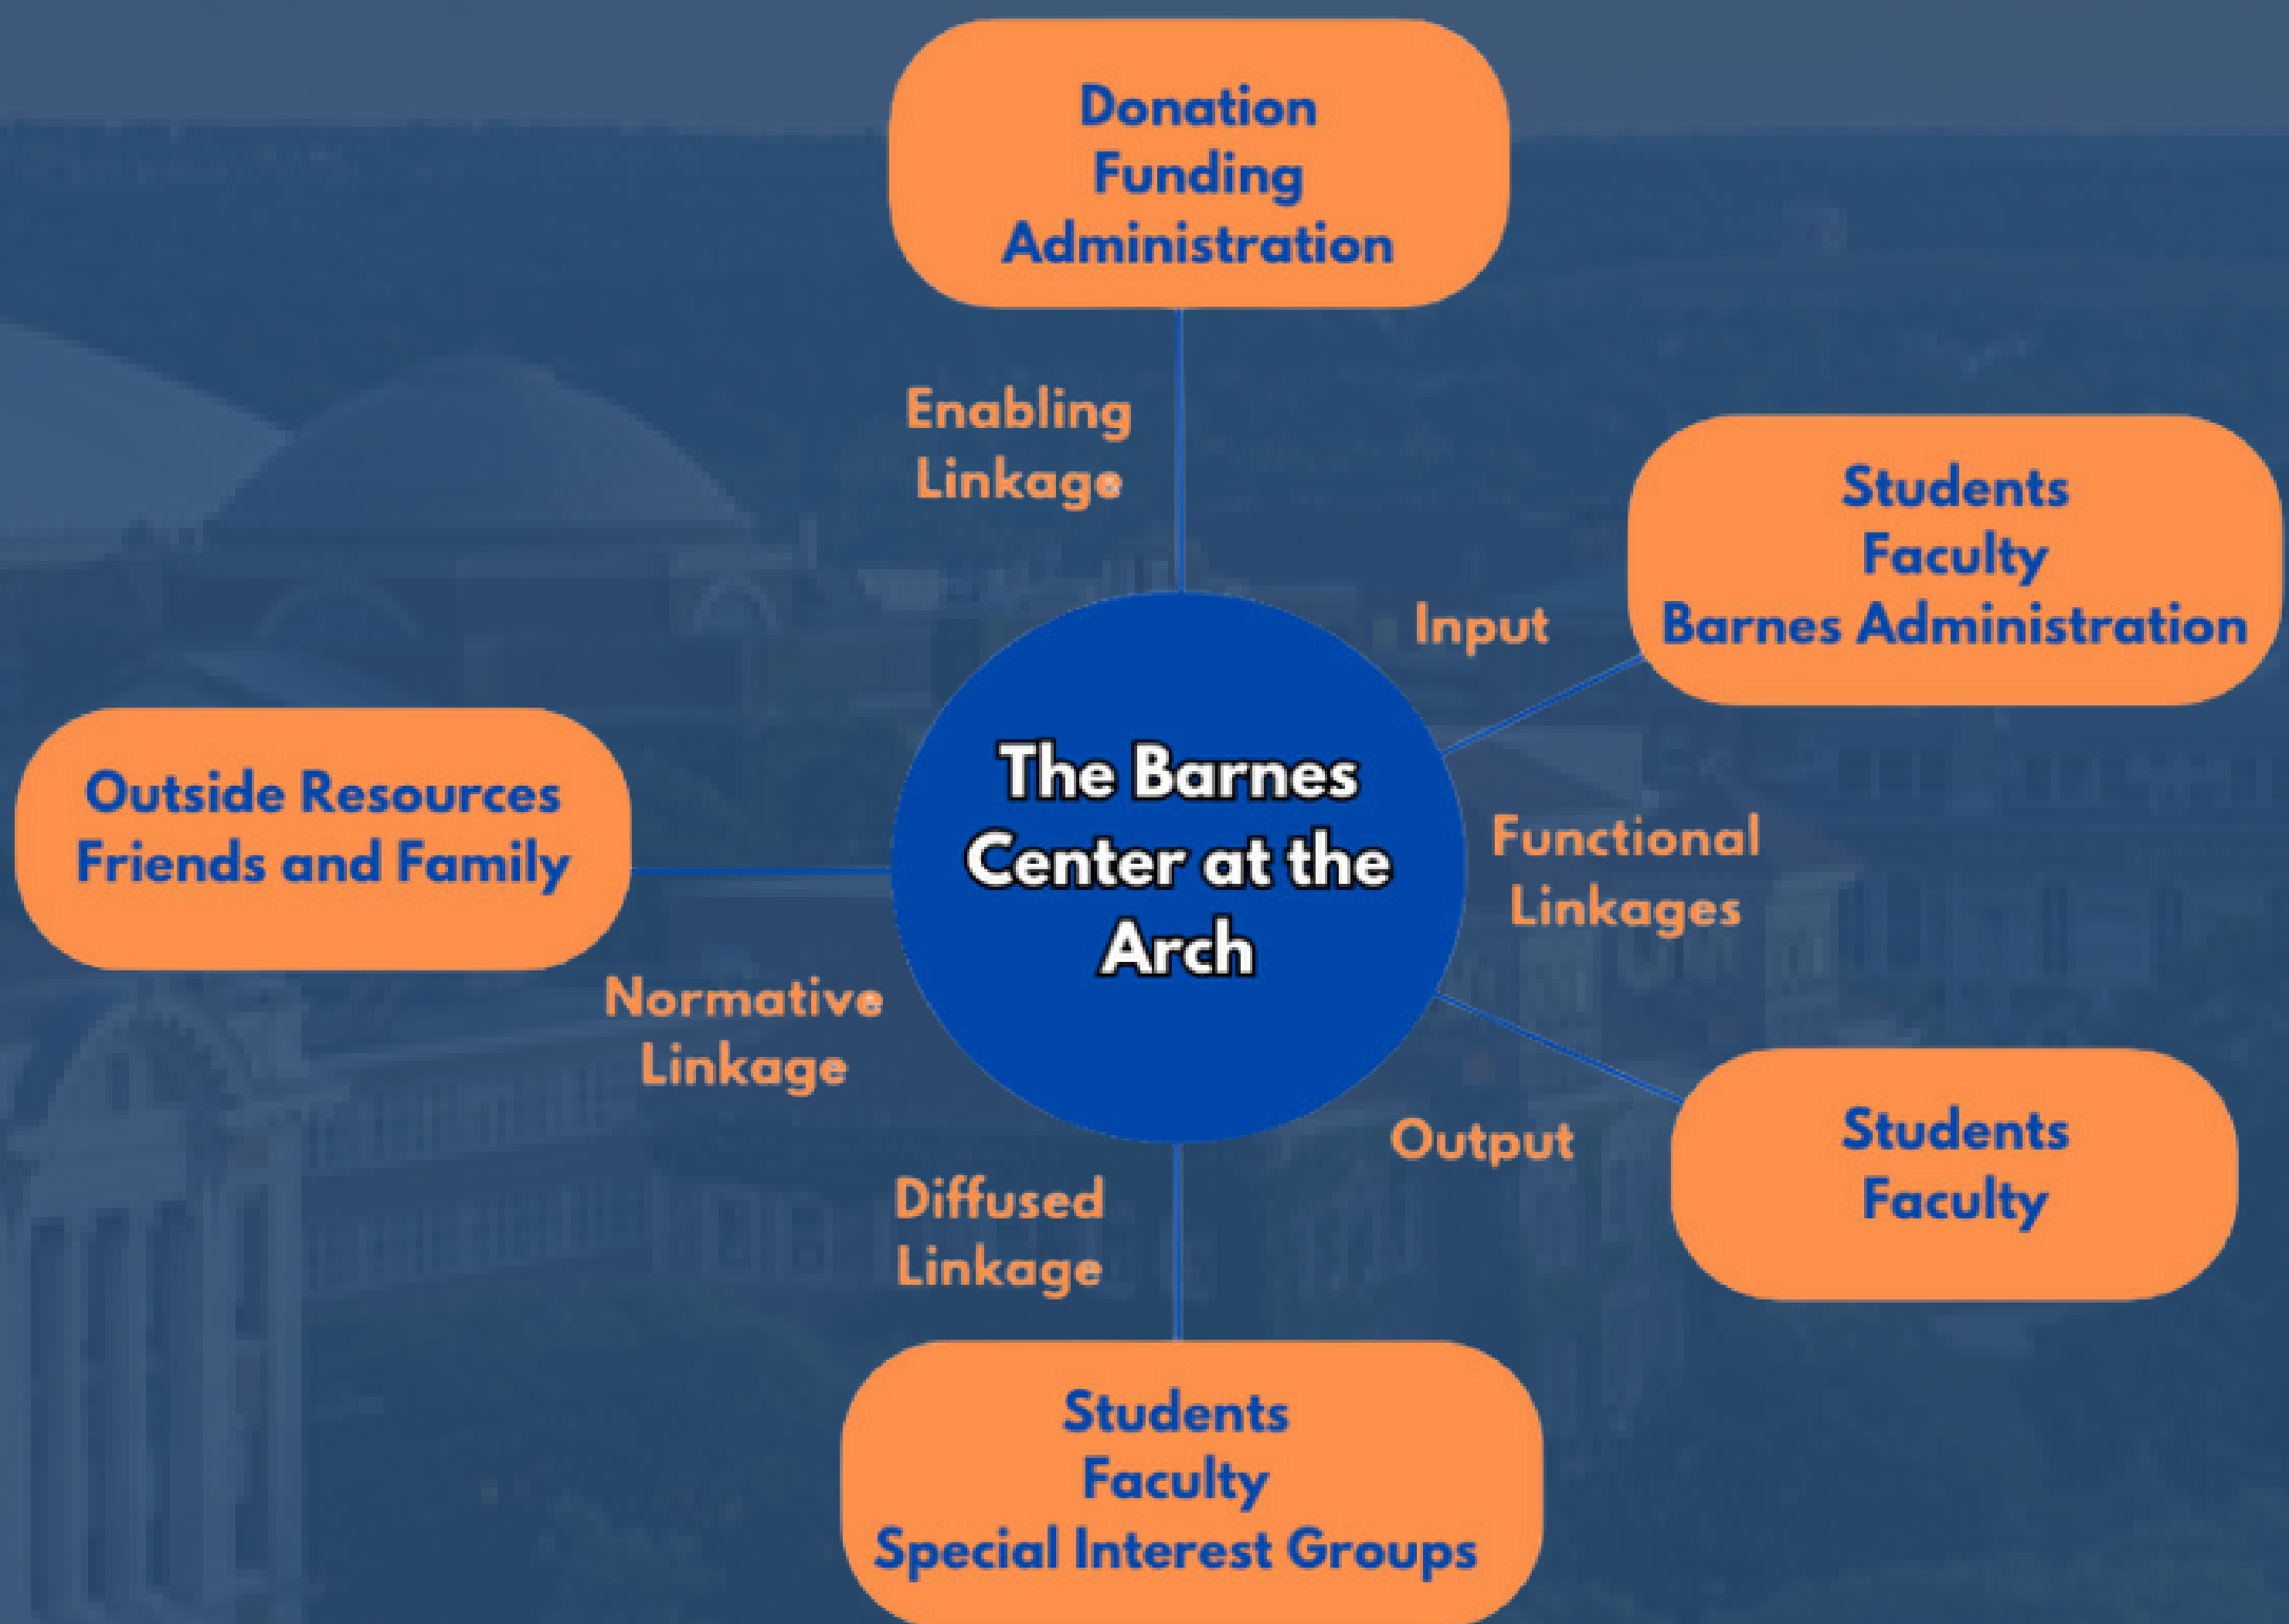 Donation
Funding
Administration
Enabling
Linkage
Students
Faculty
Barnes Administration
Input
The Barnes
Center at the
Arch
Functional
Linkages
Outside Resources
Friends and Family
Normative
Linkage
Output
Students
Faculty
Diffused
Linkage
Students
Faculty
Special Interest Groups